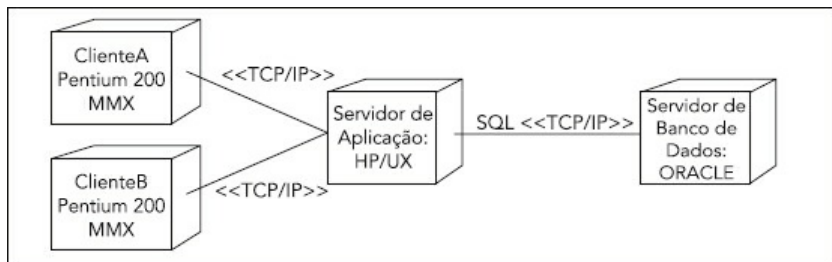 ClienteA
Pentium 200
MMX
<<TCP/IP>>
Servidor de
Aplicação:
HP/UX
SQL <<TCP/IP>>
Servidor de
Banco de
Dados:
ORACLE
ClienteB
Pentium 200
MMX
<<TCP/IP>>